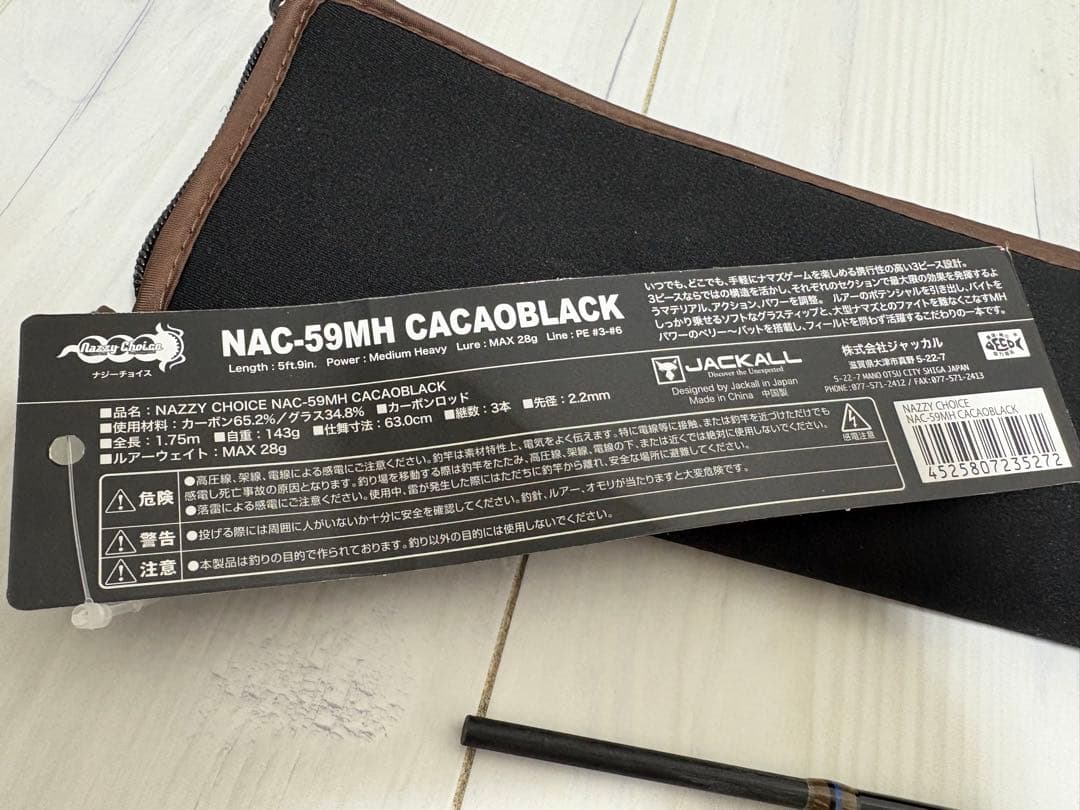 Nazzy Choice
ナジーチョイス
NAC-59MH CACAOBLACK
Length : 5ft.9in. Power : Medium Heavy Lure : MAX 28g Line : PE #3-#6
いつでも、どこでも、手軽にナマズゲームを楽しめる携行性の高い3ピース設計。
3ピースならではの構造を活かし、それぞれのセクションで最大限の効果を発揮するよ
うマテリアル、アクション、パワーを調整。 ルアーのポテンシャルを引き出し、バイトを
しっかり乗せるソフトなグラスティップと、大型ナマズとのファイトを難なくこなすMH
パワーのベリー〜バットを搭載し、フィールドを問わず活躍するこだわりの一本です。
■品名：NAZZY CHOICE NAC-59MH CACAOBLACK
■使用材料：カーボン65.2%／グラス34.8% ■カーボンロッド
■全長：1.75m ■自重：143g ■仕舞寸法：63.0cm ■継数：3本 ■先径：2.2mm
■ルアーウェイト：MAX 28g
JACKALL
Discover the Unexpected
Designed by Jackall in Japan
Made in China 中国製
株式会社ジャッカル
滋賀県大津市真野 5-22-7
5-22-7 MANO OTSU CITY SHIGA JAPAN
PHONE:077-571-2412 / FAX:077-571-2413
危険
●高圧線、架線、電線による感電にご注意ください。釣竿は素材特性上、電気をよく伝えます。特に電線等に接触、または釣竿を近づけただけでも
感電し死亡事故の原因となります。釣り場を移動する際は釣竿をたたみ、高圧線、架線、電線の下、または近くでは絶対に使用しないでください。
●落雷による感電にご注意ください。使用中、雷が発生した際にはただちに釣竿から離れ、安全な場所に避難してください。
感電注意
警告
●投げる際には周囲に人がいないか十分に安全を確認してください。釣針、ルアー、オモリが当たりますと大変危険です。
注意
●本製品は釣りの目的で作られております。釣り以外の目的には使用しないでください。
NAZZY CHOICE
NAC-59MH CACAOBLACK
4525807235272